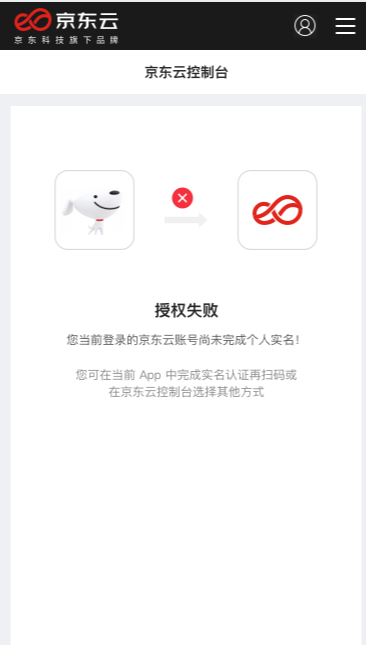 京东云
京东科技旗下品牌
京东云控制台
授权失败
您当前登录的京东云账号尚未完成个人实名！
您可在当前 App 中完成实名认证再扫码或
在京东云控制台选择其他方式